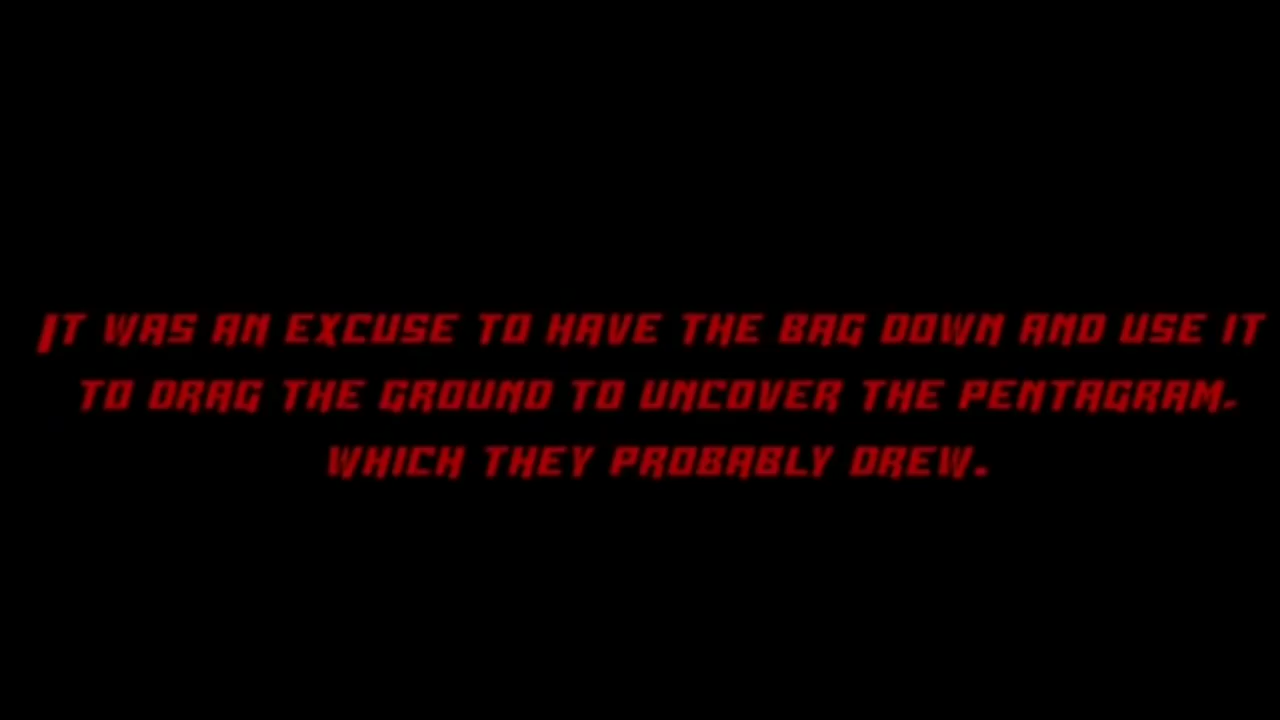 It was an excuse to have the bag down and use it
to drag the ground to uncover the pentagram.
which they probably drew.